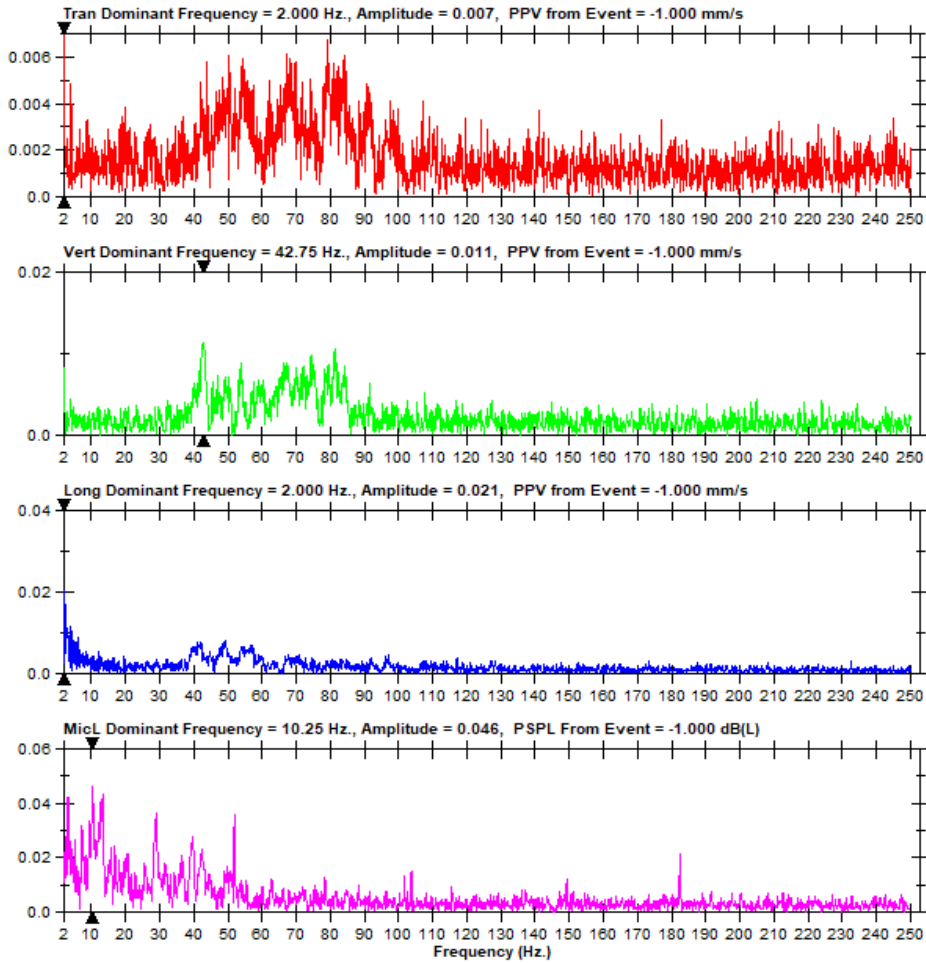 Tran Dominant Frequency = 2.000 Hz., Amplitude = 0.007, PPV from Event = -1.000 mm/s
0.006
0.004
0.002
0.0
2 10 20 30 40 50 60 70 80 90 100 110 120 130 140 150 160 170 180 190 200 210 220 230 240 250
Vert Dominant Frequency = 42.75 Hz., Amplitude = 0.011, PPV from Event = -1.000 mm/s
0.02
0.0
2 10 20 30 40 50 60 70 80 90 100 110 120 130 140 150 160 170 180 190 200 210 220 230 240 250
Long Dominant Frequency = 2.000 Hz., Amplitude = 0.021, PPV from Event = -1.000 mm/s
0.04
0.02
0.0
2 10 20 30 40 50 60 70 80 90 100 110 120 130 140 150 160 170 180 190 200 210 220 230 240 250
MicL Dominant Frequency = 10.25 Hz., Amplitude = 0.046, PSPL From Event = -1.000 dB(L)
0.06
0.04
0.02
0.0
2 10 20 30 40 50 60 70 80 90 100 110 120 130 140 150 160 170 180 190 200 210 220 230 240 250
Frequency (Hz.)